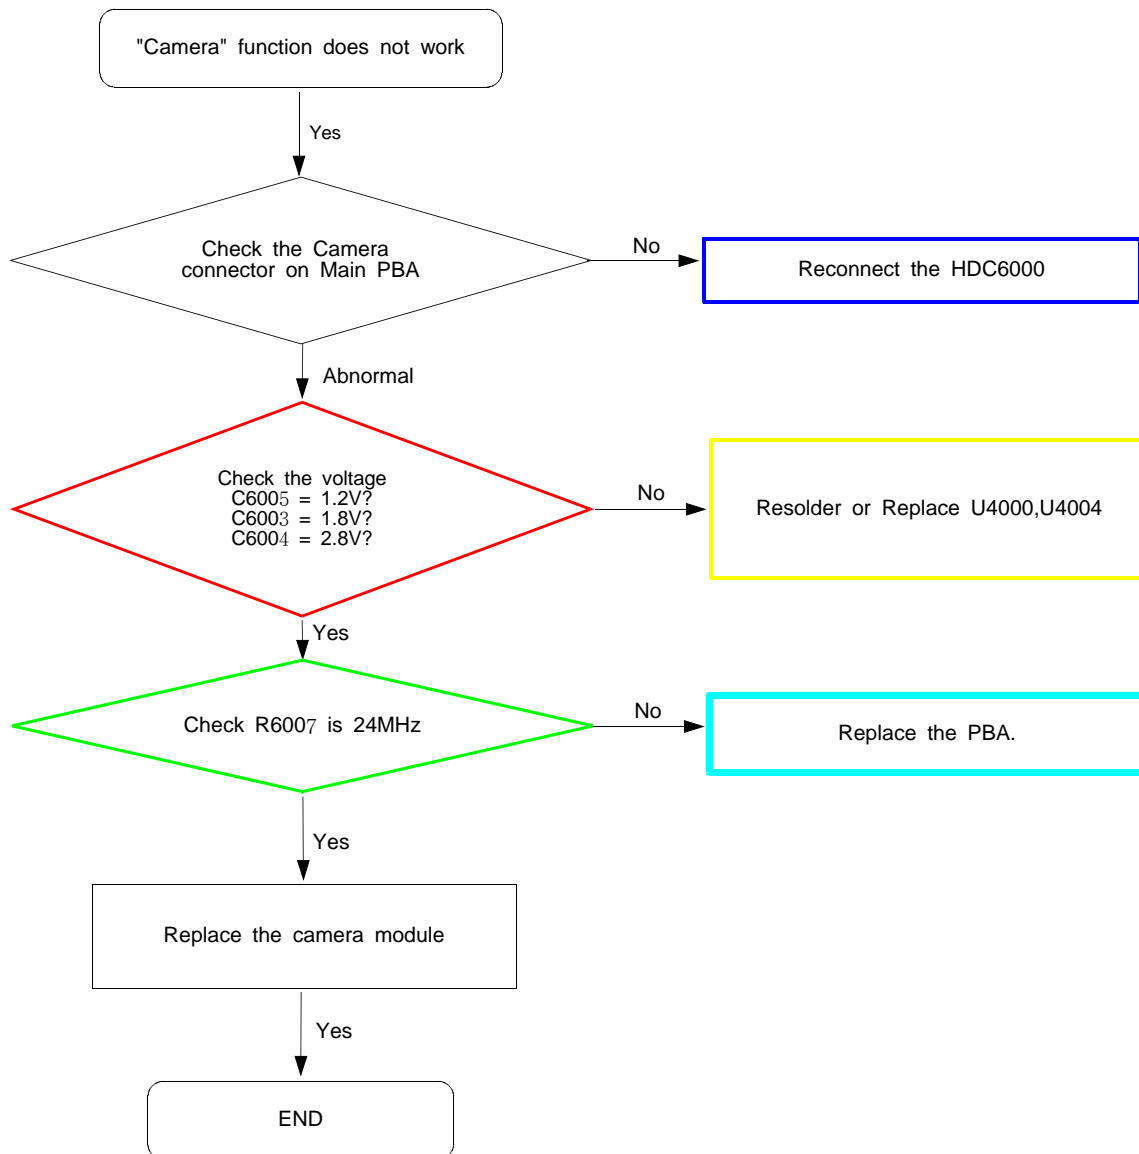 "Camera" function does not work
Yes
Check the Camera
connector on Main PBA
No
Reconnect the HDC6000
Abnormal
Check the voltage
C6005 = 1.2V?
C6003 = 1.8V?
C6004 = 2.8V?
No
Resolder or Replace U4000,U4004
Yes
Check R6007 is 24MHz
No
Replace the PBA.
Yes
Replace the camera module
Yes
END